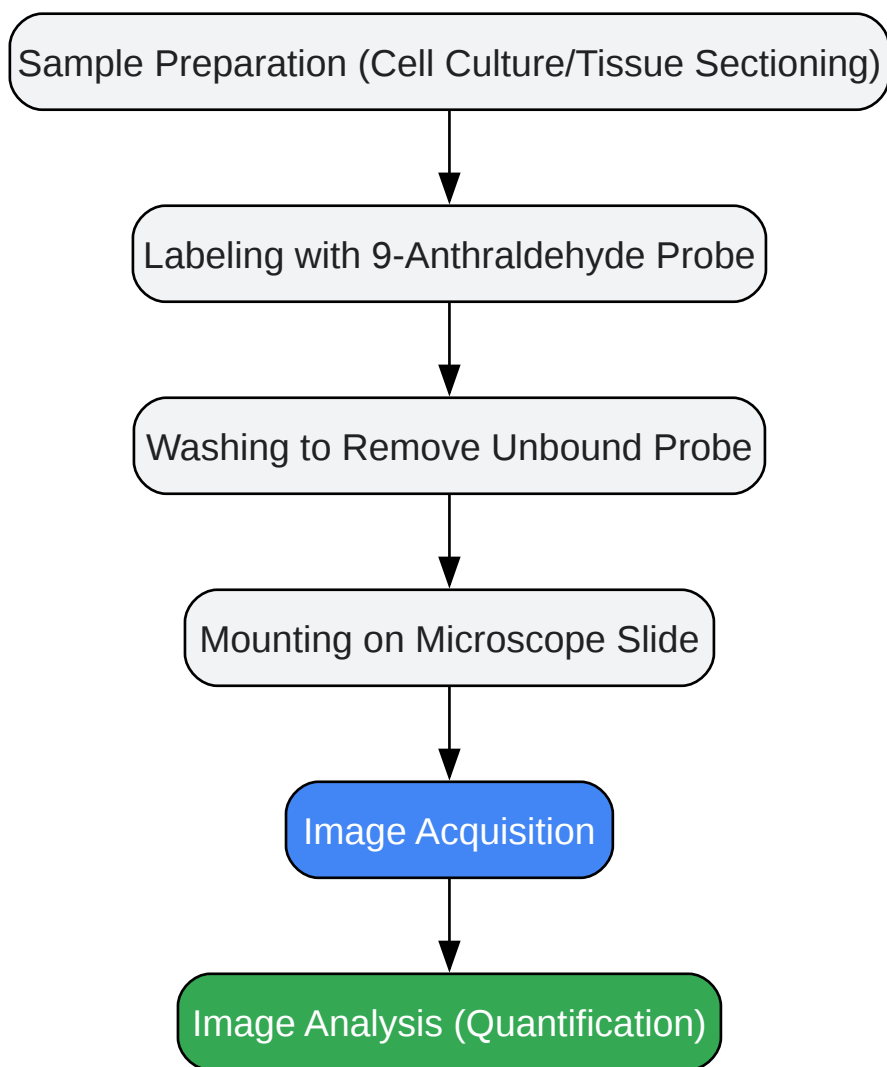 Sample Preparation (Cell Culture/Tissue Sectioning)
Labeling with 9-Anthraldehyde Probe
Washing to Remove Unbound Probe
Mounting on Microscope Slide
Image Acquisition
Image Analysis (Quantification)